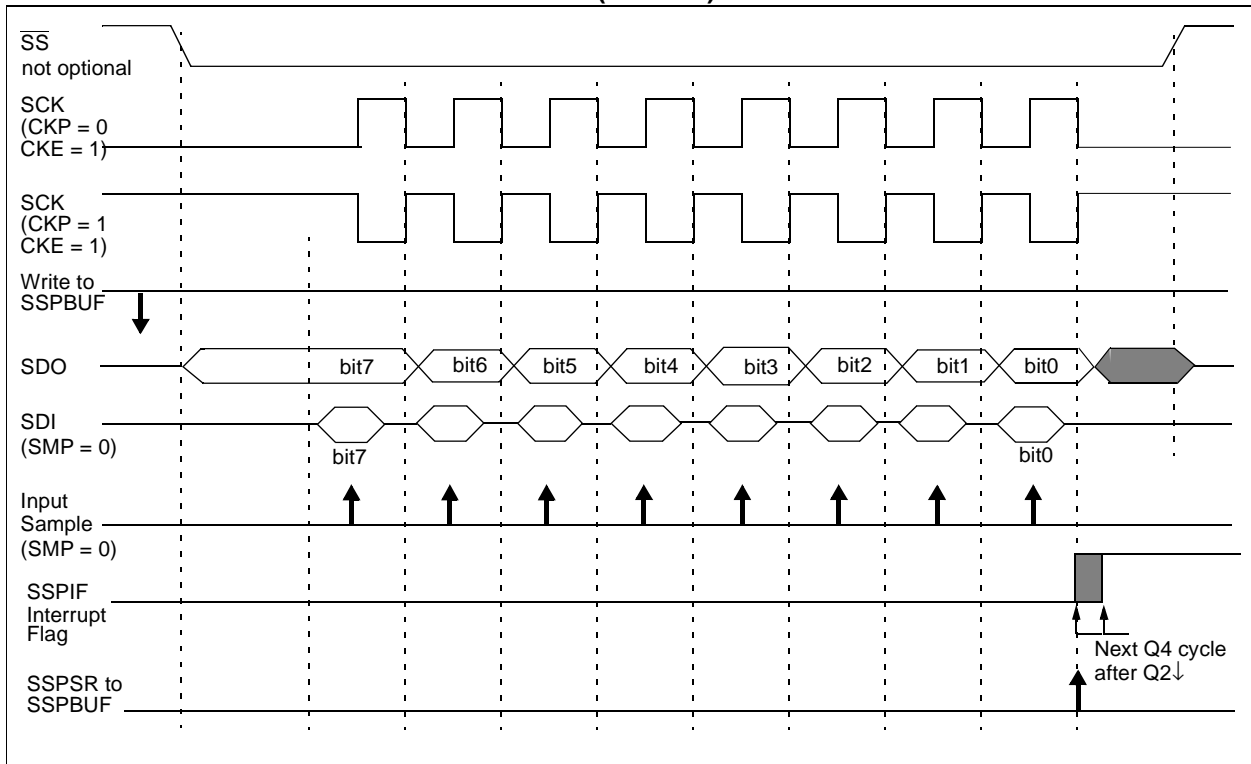 SS
not optional
SCK
(CKP = 0
CKE = 1)
SCK
(CKP = 1
CKE = 1)
Write to
SSPBUF
SDO
bit7 bit6 bit5 bit4 bit3 bit2 bit1 bit0
SDI
(SMP = 0)
bit7 bit0
Input
Sample
(SMP = 0)
SSPIF
Interrupt
Flag
Next Q4 cycle
after Q2↓
SSPSR to
SSPBUF